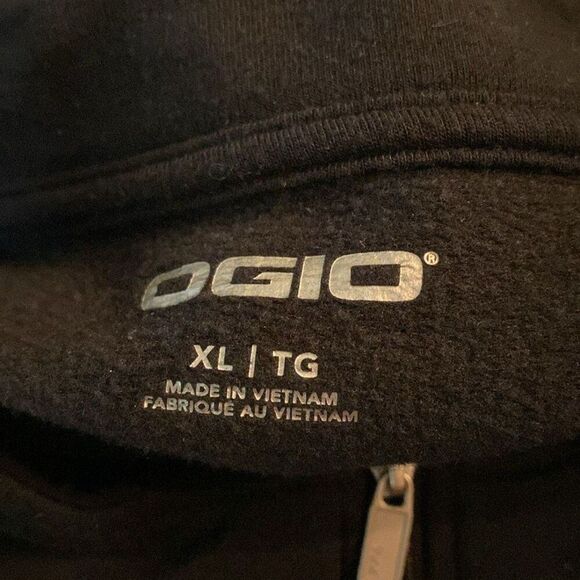 OGIO®
XL | TG
MADE IN VIETNAM
FABRIQUÉ AU VIETNAM